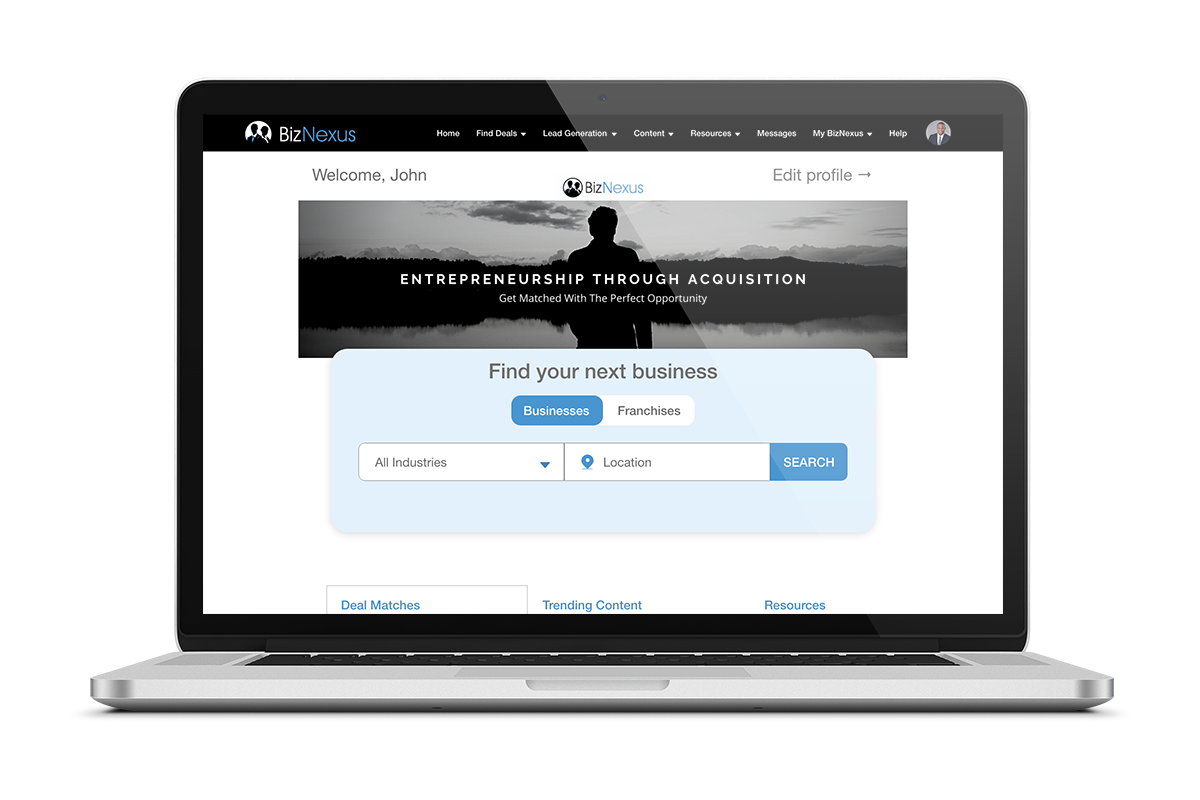 BizNexus
Home Find Deals Lead Generation Content Resources Messages My BizNexus Help
Welcome, John
Edit profile →
BizNexus
ENTREPRENEURSHIP THROUGH ACQUISITION
Get Matched With The Perfect Opportunity
Find your next business
Businesses Franchises
All Industries Location SEARCH
Deal Matches Trending Content Resources